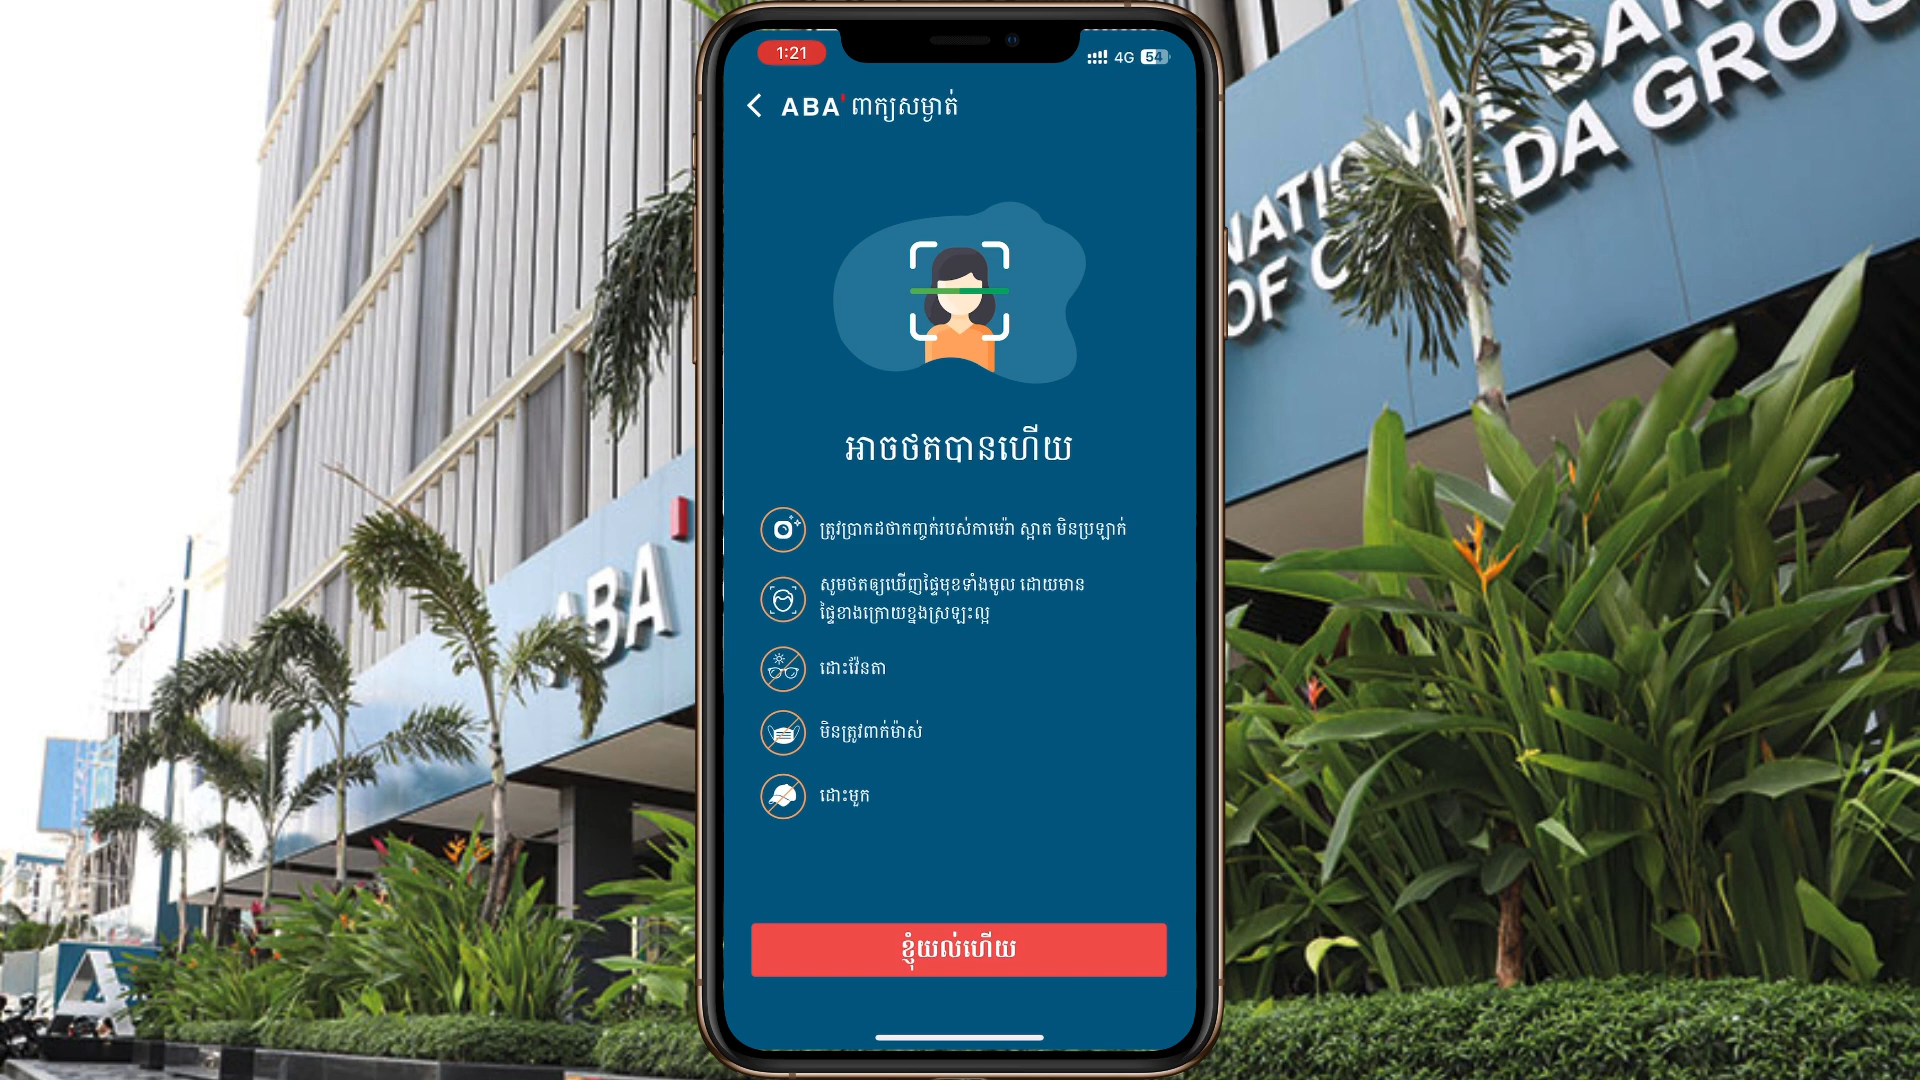 1:21
4G 54
ABA' ពាក្យសម្ងាត់
អាចថតបានហើយ
ត្រូវប្រាកដថាកញ្ចក់របស់កាមេរ៉ា ស្អាត មិនប្រឡាក់
សូមថតឲ្យឃើញផ្ទៃមុខទាំងមូល ដោយមាន
ផ្ទៃខាងក្រោយខ្នងស្រឡះល្អ
ដោះវ៉ែនតា
មិនត្រូវពាក់ម៉ាស់
ដោះមួក
ខ្ញុំយល់ហើយ
ABA
A
NATIONAL BANK
OF CANADA GROUP